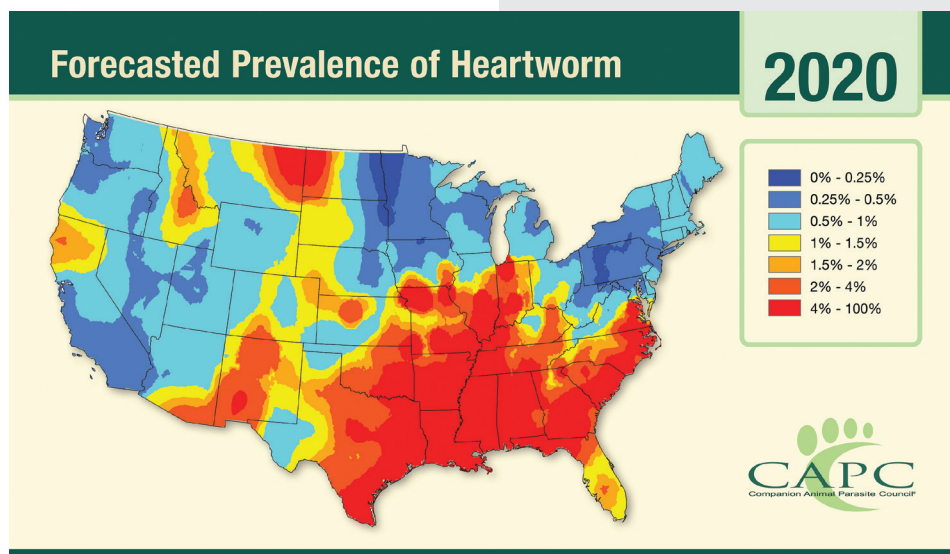 Forecasted Prevalence of Heartworm
2020
0% - 0.25%
0.25% - 0.5%
0.5% - 1%
1% - 1.5%
1.5% - 2%
2% - 4%
4% - 100%
CAPC
Companion Animal Parasite Council®